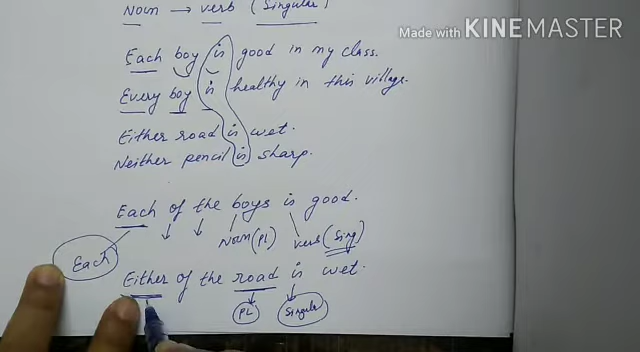 Made with KINEMASTER
Noun → verb (Singular)
Each boy is good in my class.
Every boy is healthy in this village.
Either road is wet.
Neither pencil is sharp.
Each of the boys is good.
Noun (PL) verb (Sing)
Each
Either of the road is wet.
PL Singular